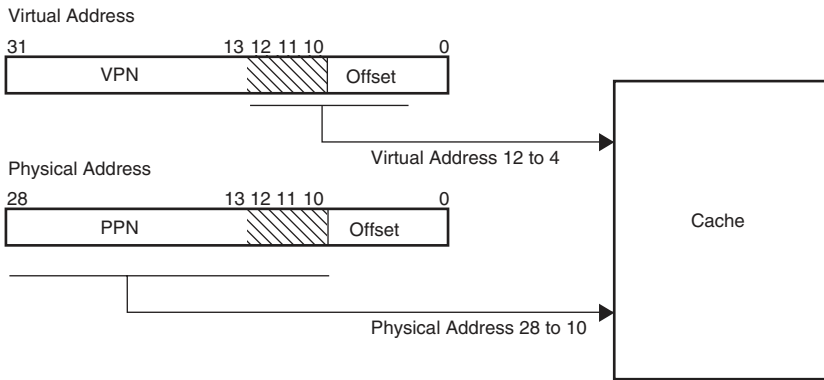 Virtual Address
31 13 12 11 10 0
VPN Offset
Virtual Address 12 to 4
Physical Address
28 13 12 11 10 0
PPN Offset
Cache
Physical Address 28 to 10